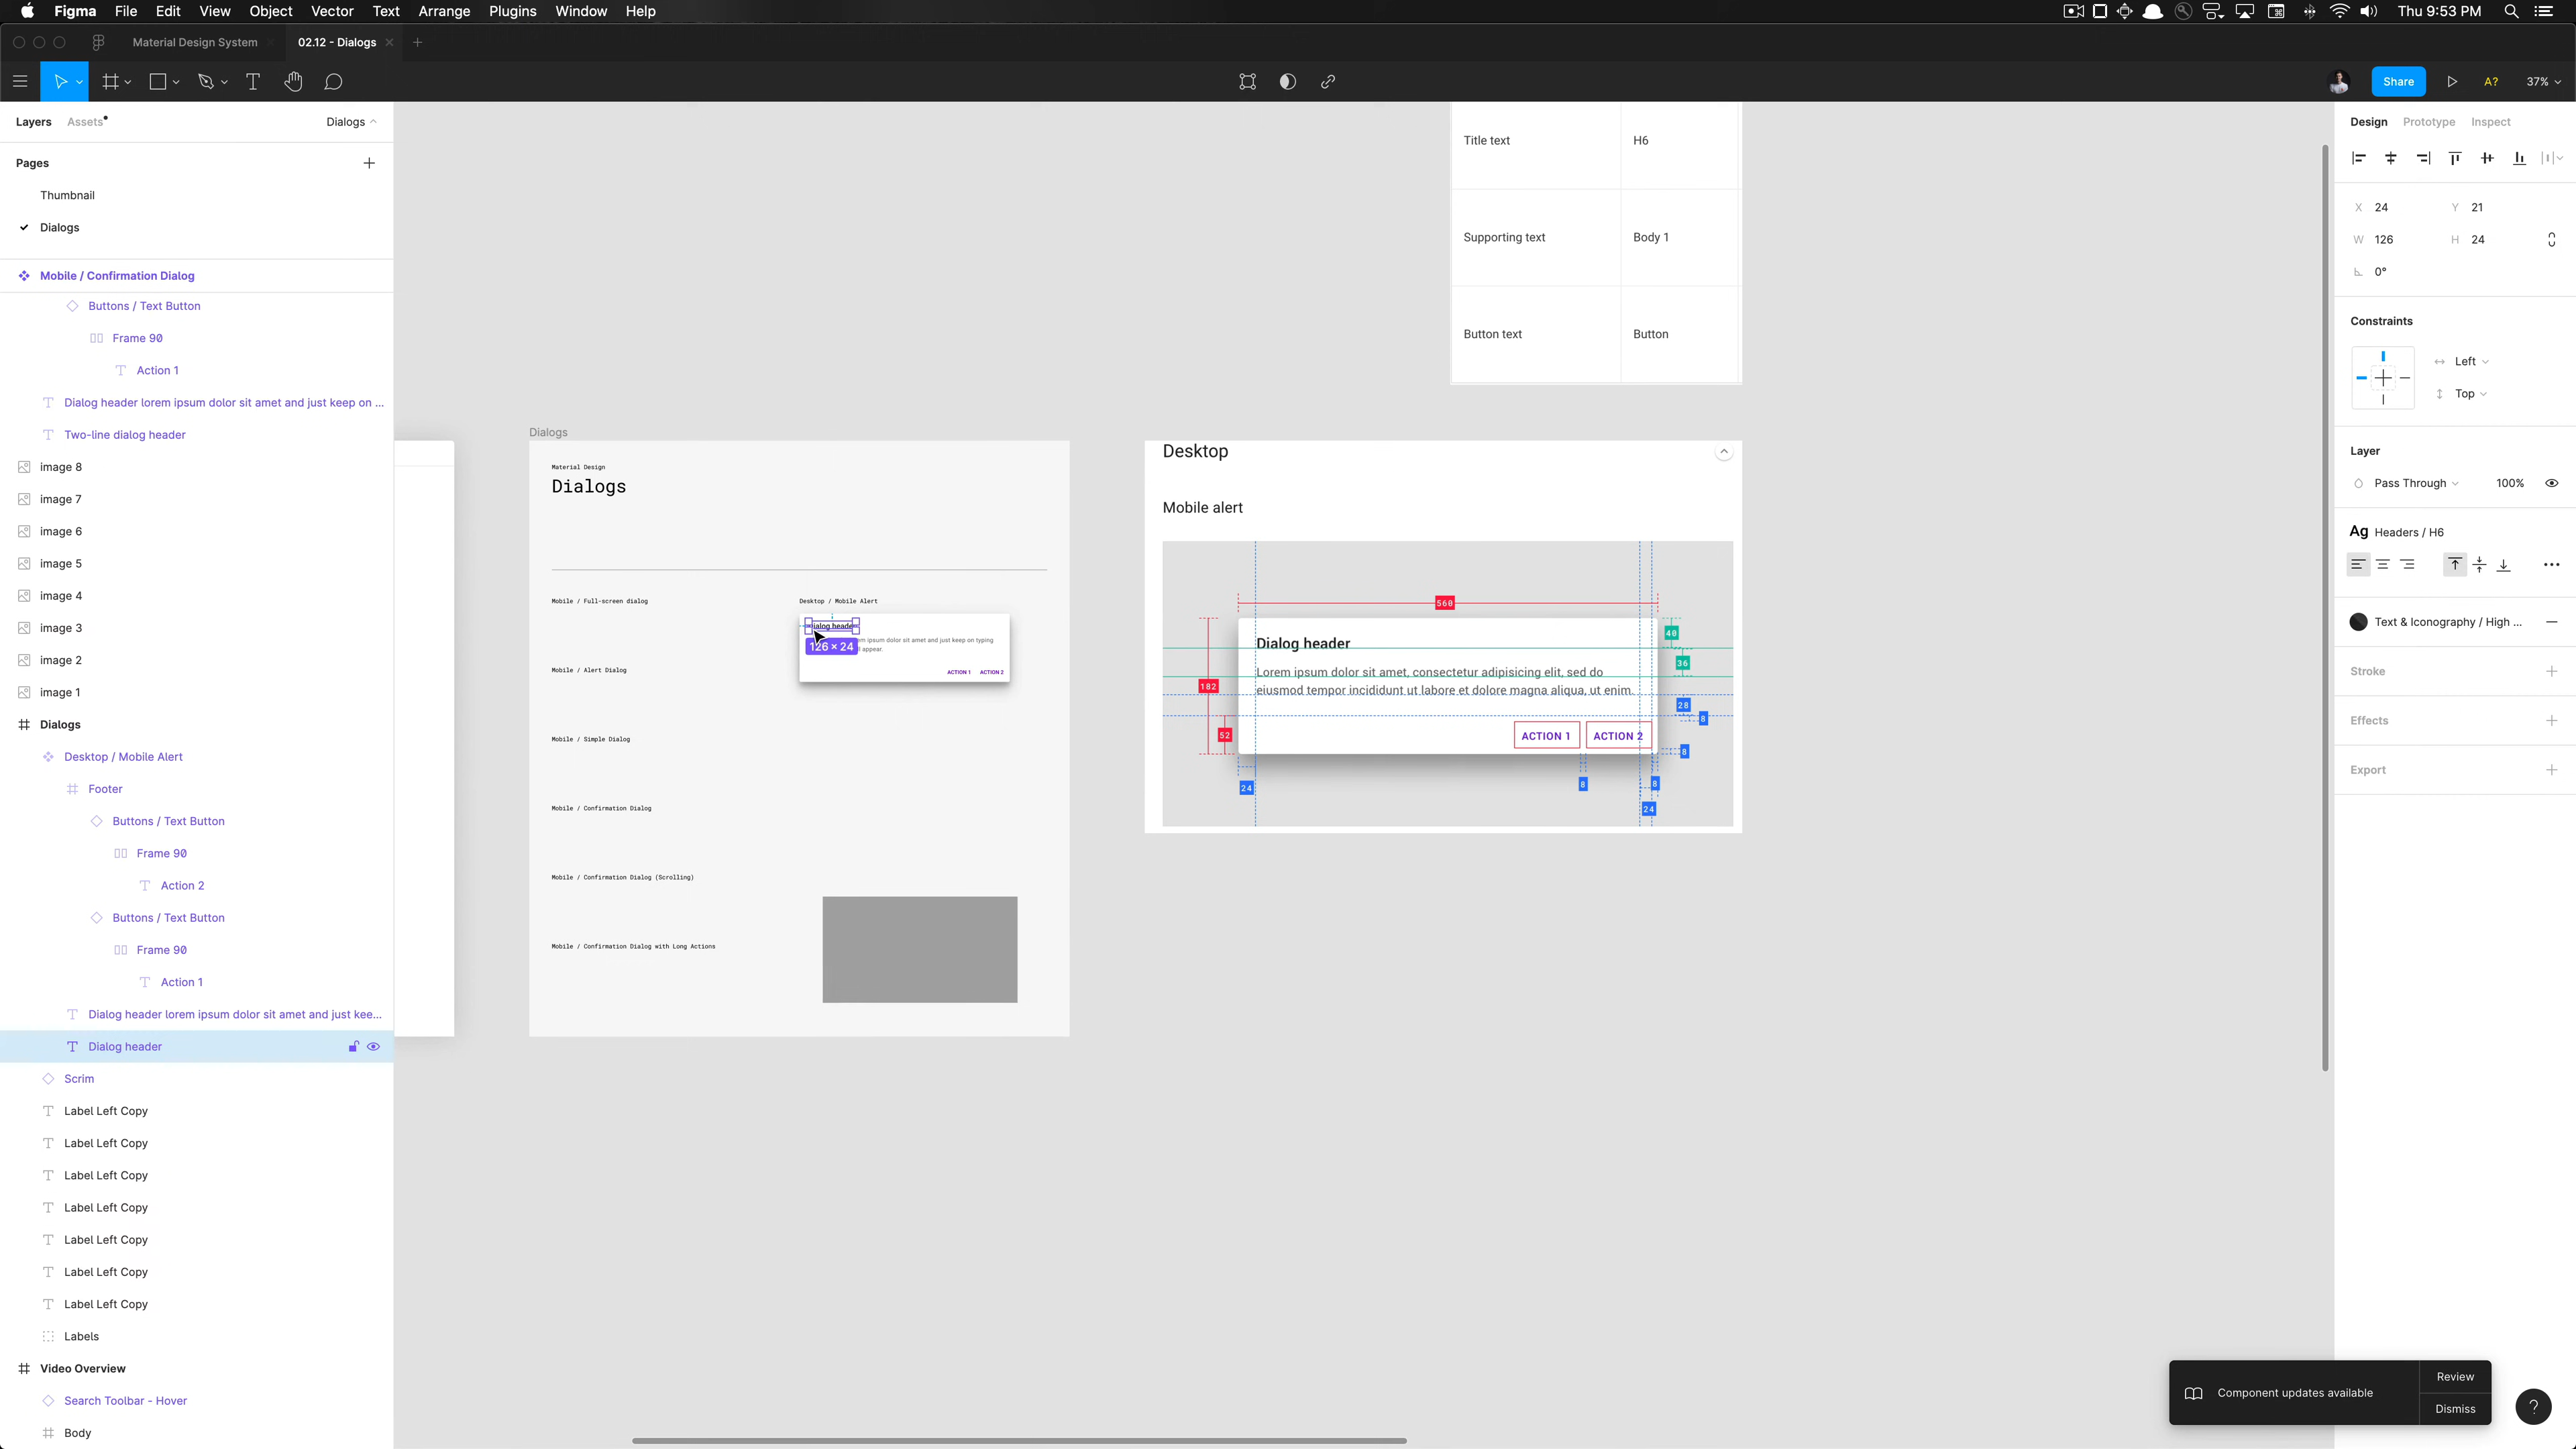 Figma File Edit View Object Vector Text Arrange Plugins Window Help
Thu 9:53 PM
Material Design System
02.12 - Dialogs
Share
A?
37%
Layers
Assets
Dialogs
Pages
Thumbnail
Dialogs
Mobile / Confirmation Dialog
Buttons / Text Button
Frame 90
Action 1
Dialog header lorem ipsum dolor sit amet and just keep on ...
Two-line dialog header
image 8
image 7
image 6
image 5
image 4
image 3
image 2
image 1
Dialogs
Desktop / Mobile Alert
Footer
Buttons / Text Button
Frame 90
Action 2
Buttons / Text Button
Frame 90
Action 1
Dialog header lorem ipsum dolor sit amet and just kee...
Dialog header
Scrim
Label Left Copy
Label Left Copy
Label Left Copy
Label Left Copy
Label Left Copy
Label Left Copy
Label Left Copy
Labels
Video Overview
Search Toolbar - Hover
Body
Title text
H6
Supporting text
Body 1
Button text
Button
Dialogs
Material Design
Dialogs
Mobile / Full-screen dialog
Mobile / Alert Dialog
Mobile / Simple Dialog
Mobile / Confirmation Dialog
Mobile / Confirmation Dialog (Scrolling)
Mobile / Confirmation Dialog with Long Actions
Desktop / Mobile Alert
126 × 24
ipsum dolor sit amet and just keep on typing
appear.
ACTION 1
ACTION 2
Desktop
Mobile alert
560
Dialog header
Lorem ipsum dolor sit amet, consectetur adipisicing elit, sed do
eiusmod tempor incididunt ut labore et dolore magna aliqua, ut enim.
ACTION 1
ACTION 2
182
52
40
36
28
8
8
24
8
8
24
Design
Prototype
Inspect
X 24
Y 21
W 126
H 24
0°
Constraints
Left
Top
Layer
Pass Through
100%
Ag Headers / H6
Text & Iconography / High ...
Stroke
Effects
Export
Component updates available
Review
Dismiss
?